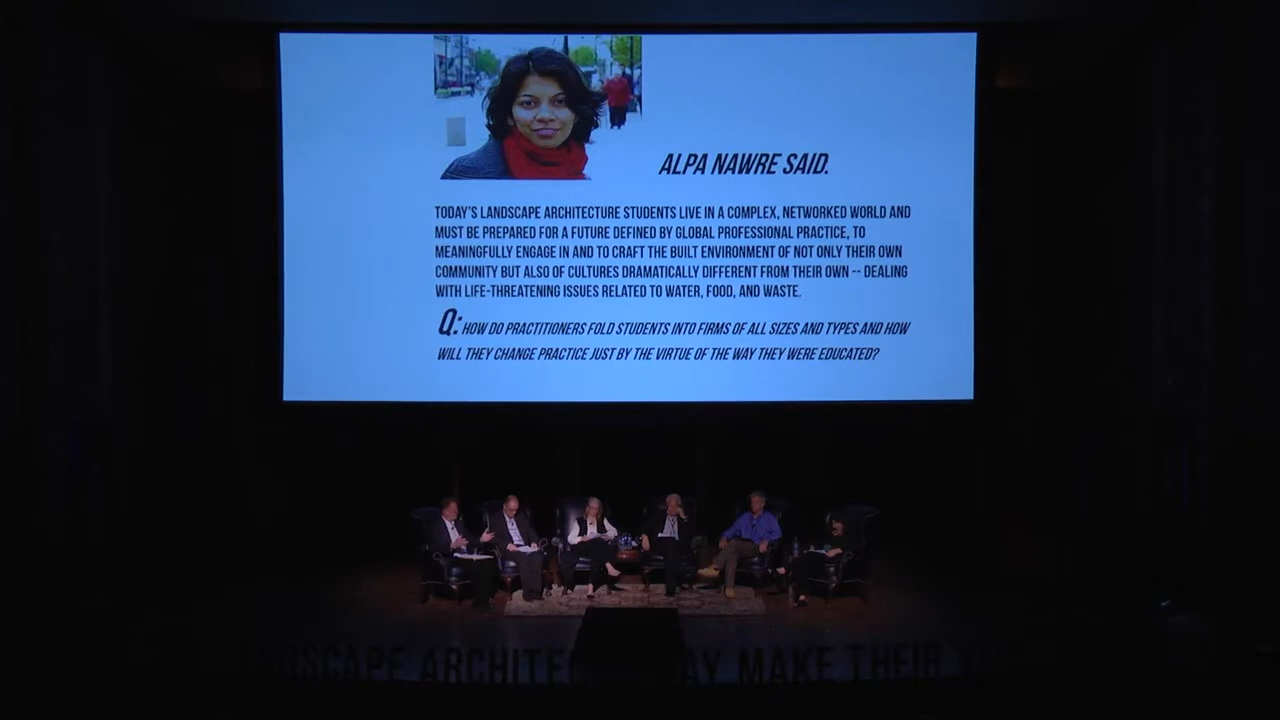 ALPA NAWRE SAID.
TODAY'S LANDSCAPE ARCHITECTURE STUDENTS LIVE IN A COMPLEX, NETWORKED WORLD AND
MUST BE PREPARED FOR A FUTURE DEFINED BY GLOBAL PROFESSIONAL PRACTICE, TO
MEANINGFULLY ENGAGE IN AND TO CRAFT THE BUILT ENVIRONMENT OF NOT ONLY THEIR OWN
COMMUNITY BUT ALSO OF CULTURES DRAMATICALLY DIFFERENT FROM THEIR OWN -- DEALING
WITH LIFE-THREATENING ISSUES RELATED TO WATER, FOOD, AND WASTE.
Q: HOW DO PRACTITIONERS FOLD STUDENTS INTO FIRMS OF ALL SIZES AND TYPES AND HOW
WILL THEY CHANGE PRACTICE JUST BY THE VIRTUE OF THE WAY THEY WERE EDUCATED?
MAKE THEIR